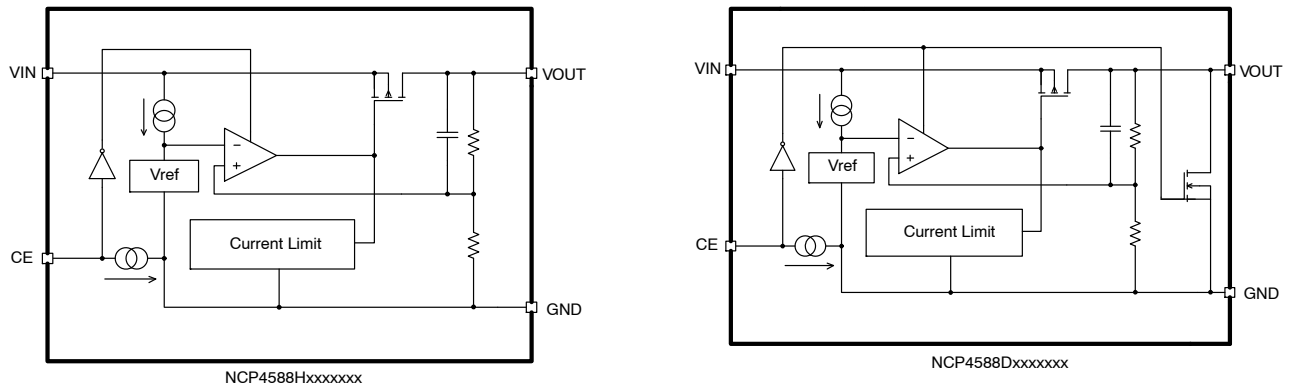 VIN
VOUT
−
+
Vref
Current Limit
CE
GND
NCP4588Hxxxxxxx
VIN
VOUT
−
+
Vref
Current Limit
CE
GND
NCP4588Dxxxxxxx